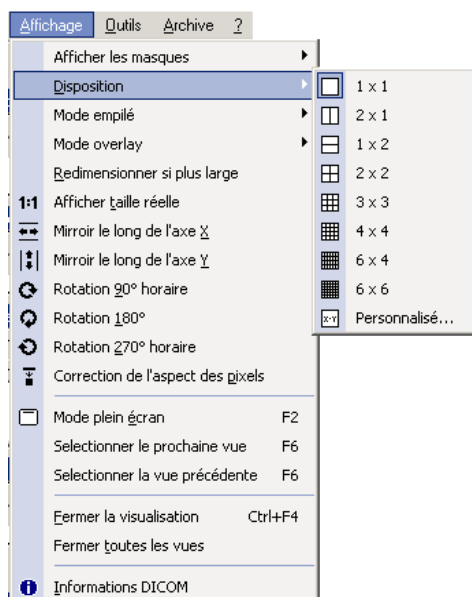 Affichage Outils Archive ?
Afficher les masques
Disposition
Mode empilé
Mode overlay
Redimensionner si plus large
1:1 Afficher taille réelle
Mirroir le long de l'axe X
Mirroir le long de l'axe Y
Rotation 90° horaire
Rotation 180°
Rotation 270° horaire
Correction de l'aspect des pixels
Mode plein écran F2
Selectionner le prochaine vue F6
Selectionner la vue précédente F6
Fermer la visualisation Ctrl+F4
Fermer toutes les vues
Informations DICOM
1 x 1
2 x 1
1 x 2
2 x 2
3 x 3
4 x 4
6 x 4
6 x 6
X-Y Personnalisé...